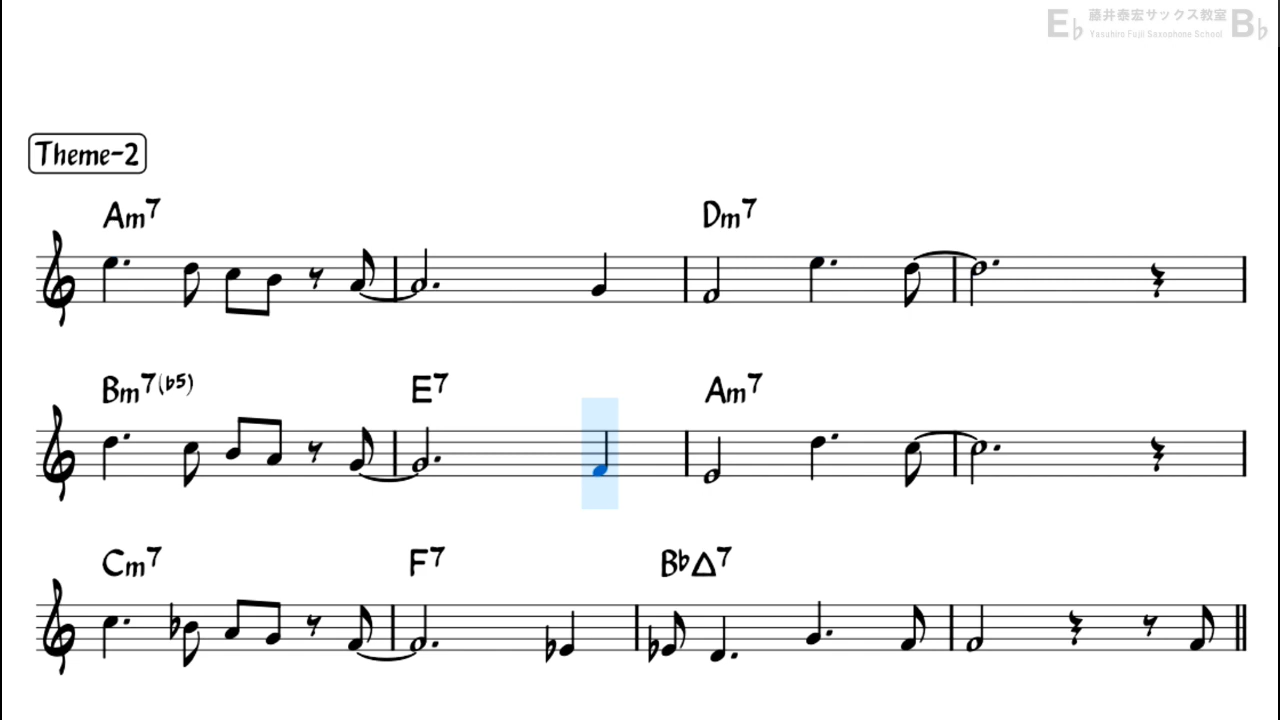 E♭ 藤井泰宏サックス教室 B♭
Yasuhiro Fujii Saxophone School
Theme-2
Am7 Dm7
Bm7(♭5) E7 Am7
Cm7 F7 B♭△7